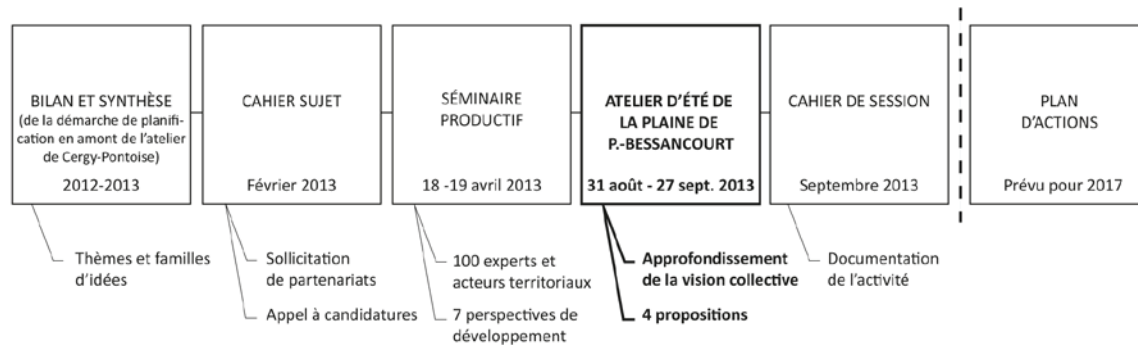 BILAN ET SYNTHÈSE
(de la démarche de planifi-
cation en amont de l'atelier
de Cergy-Pontoise)
2012-2013
CAHIER SUJET
Février 2013
SÉMINAIRE
PRODUCTIF
18 -19 avril 2013
ATELIER D'ÉTÉ DE
LA PLAINE DE
P.-BESSANCOURT
31 août - 27 sept. 2013
CAHIER DE SESSION
Septembre 2013
PLAN
D'ACTIONS
Prévu pour 2017
Thèmes et familles
d'idées
Sollicitation
de partenariats
Appel à candidatures
100 experts et
acteurs territoriaux
7 perspectives de
développement
Approfondissement
de la vision collective
4 propositions
Documentation
de l'activité